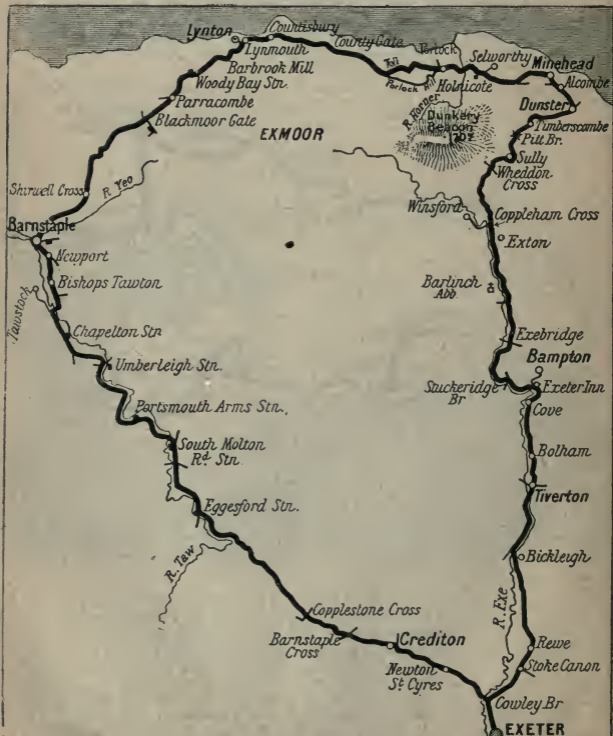 Lynton
Countisbury
Lynmouth
County Gate
Toll
Porlock
Porlock Hill
Selworthy
Minehead
Holnicote
Alcombe
Barbrook Mill
Woody Bay Stn.
Parracombe
Blackmoor Gate
EXMOOR
R. Horner
Dunkery
Beacon
1707
Dunster
Timberscombe
Pitt Br.
Sully
Wheddon
Cross
Shirwell Cross
R. Yeo
Winsford
Coppleham Cross
Exton
Barnstaple
Newport
Bishops Tawton
Tawstock
Barlinch
Abb.
Chapelton Stn
Umberleigh Stn.
Exebridge
Bampton
Stuckeridge
Br
Exeter Inn
Cove
Portsmouth Arms Stn.
South Molton
Rd. Stn
Bolham
Tiverton
Eggesford Stn.
Bickleigh
R. Taw
R. Exe
Copplestone Cross
Barnstaple
Cross
Crediton
Newton
St Cyres
Rewe
Stoke Canon
Cowley Br
EXETER